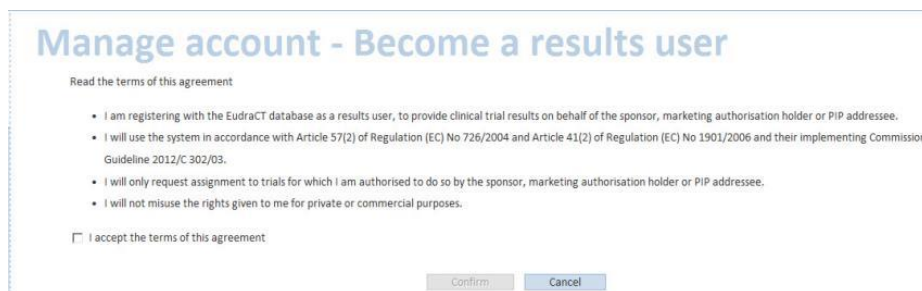 Manage account - Become a results user
Read the terms of this agreement
• I am registering with the EudraCT database as a results user, to provide clinical trial results on behalf of the sponsor, marketing authorisation holder or PIP addressee.
• I will use the system in accordance with Article 57(2) of Regulation (EC) No 726/2004 and Article 41(2) of Regulation (EC) No 1901/2006 and their implementing Commission
Guideline 2012/C 302/03.
• I will only request assignment to trials for which I am authorised to do so by the sponsor, marketing authorisation holder or PIP addressee.
• I will not misuse the rights given to me for private or commercial purposes.
I accept the terms of this agreement
Confirm Cancel